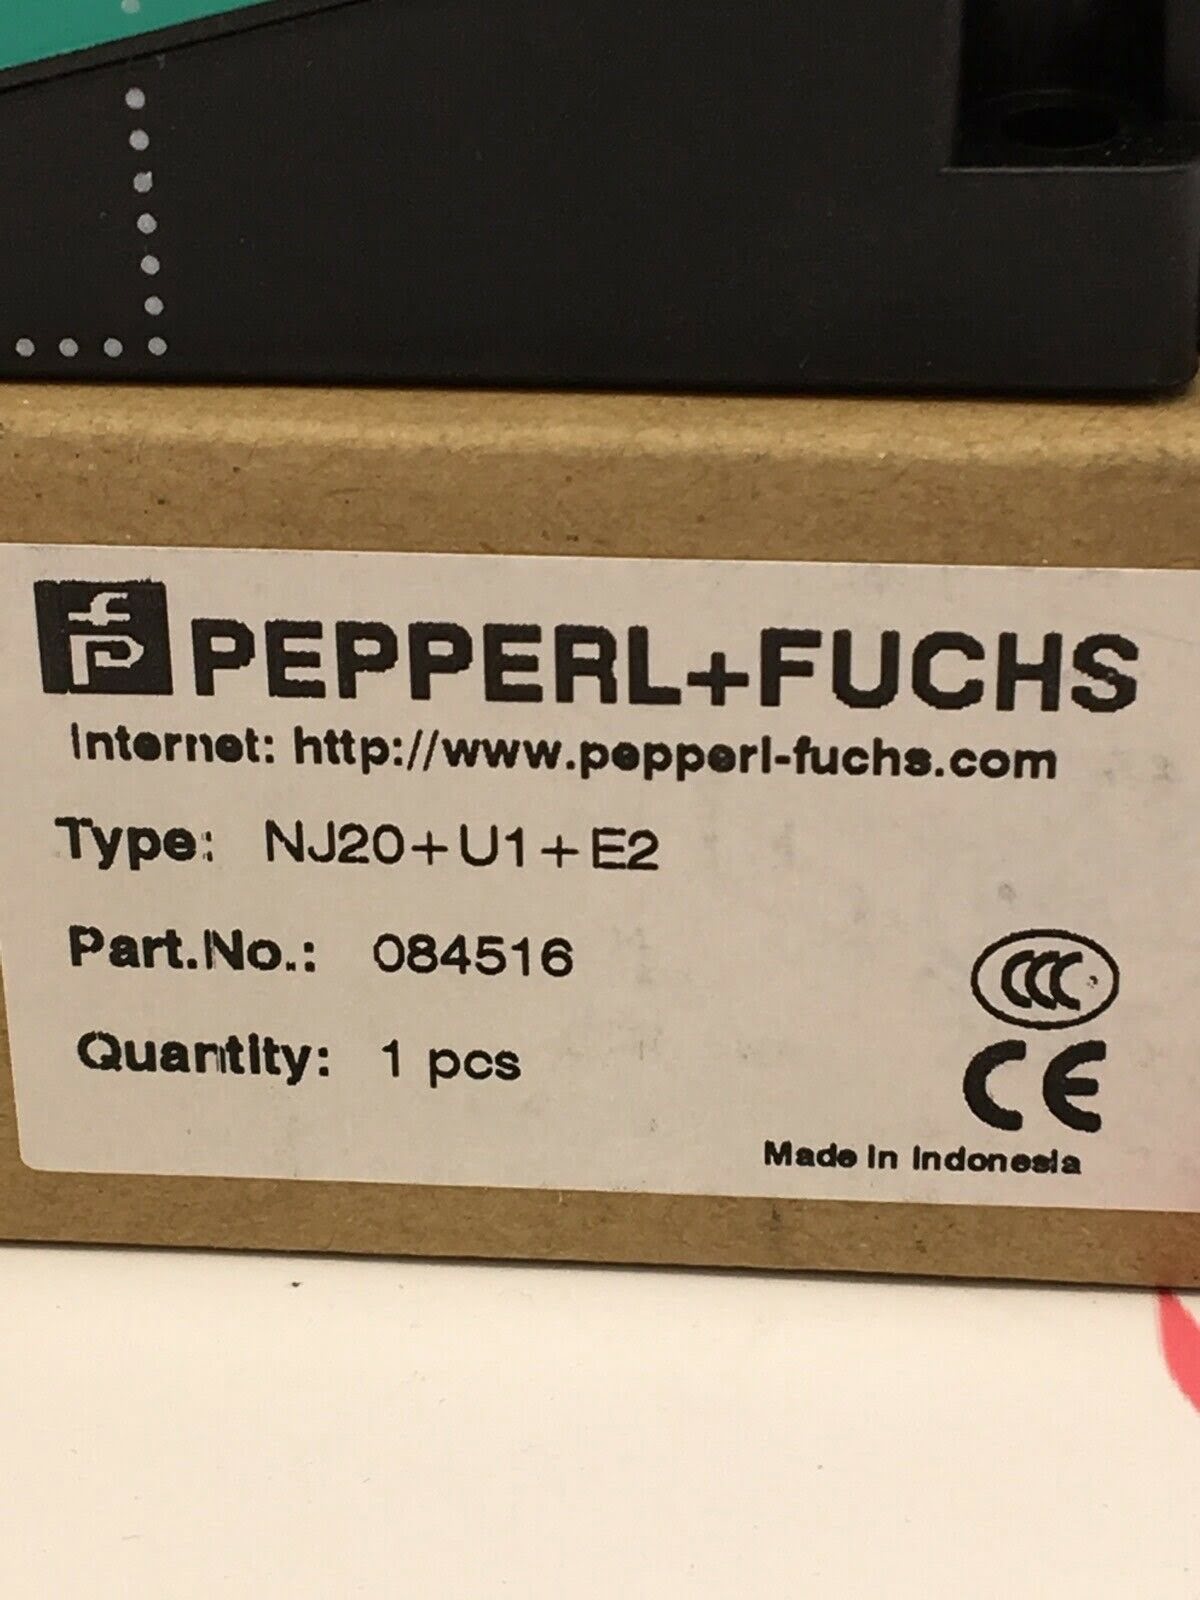 PEPPERL+FUCHS
Internet: http://www.pepperl-fuchs.com
Type: NJ20+U1+E2
Part.No.: 084516
Quantity: 1 pcs
CCC
CE
Made in Indonesia